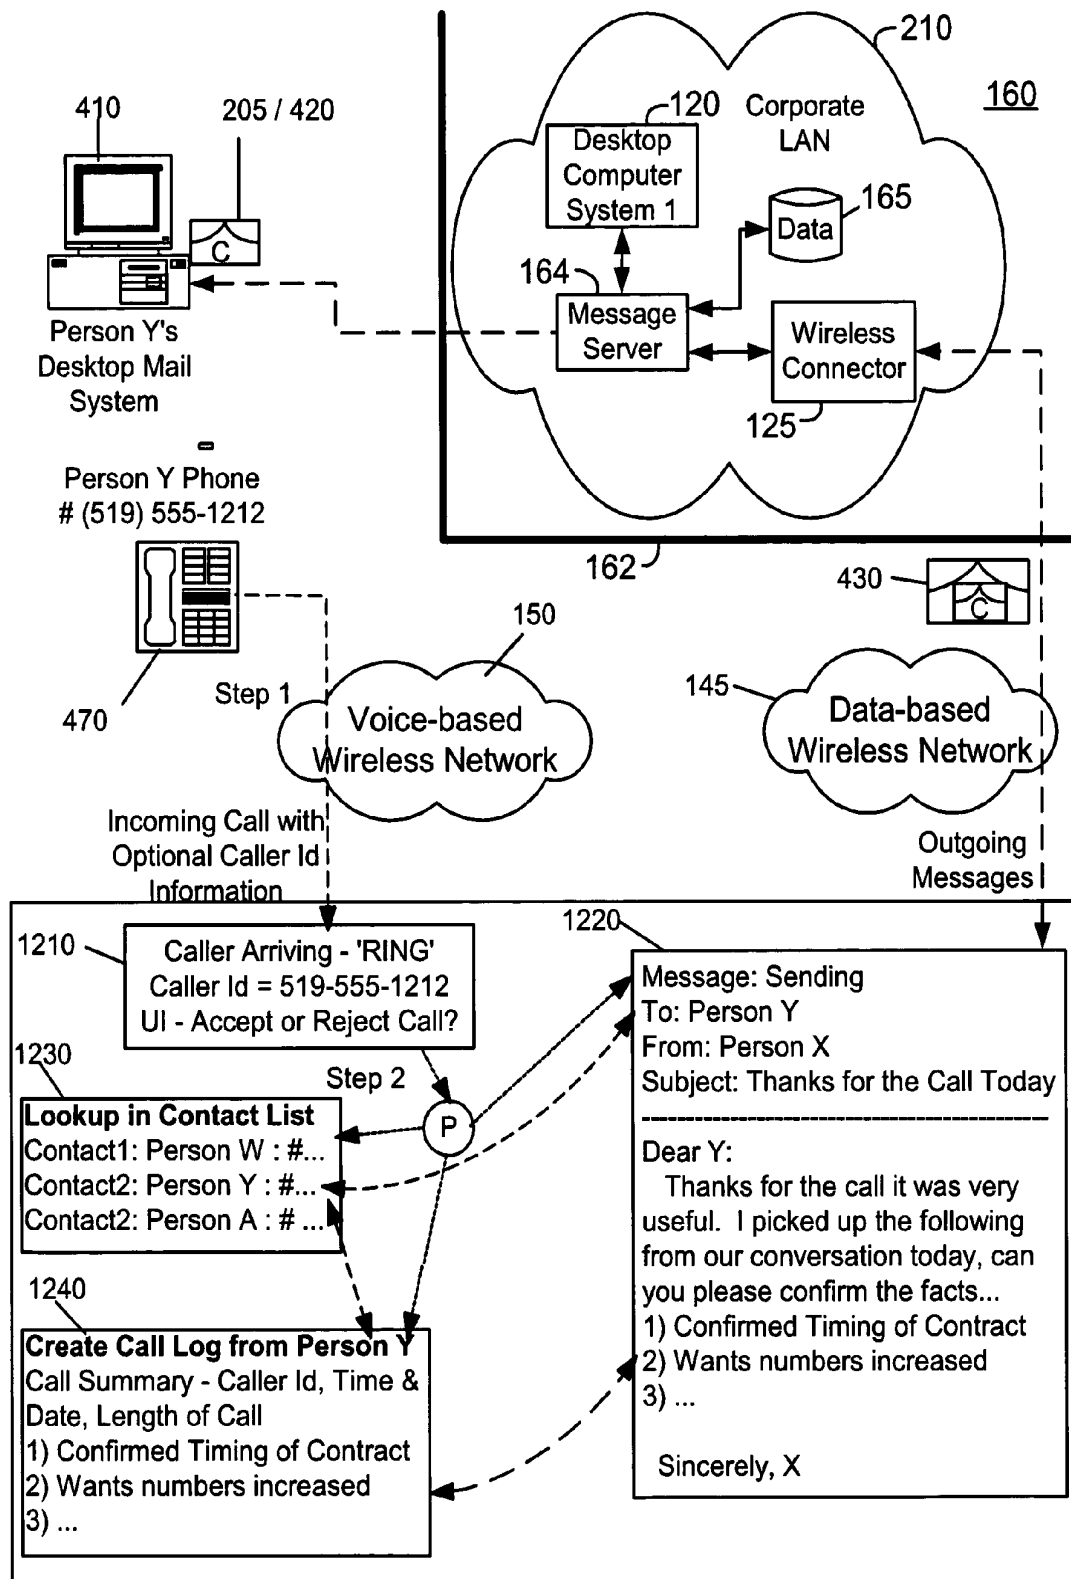 210
160
410
205 / 420
120
Corporate
LAN
Desktop
Computer
System 1
165
Data
C
164
Message
Server
Wireless
Connector
125
Person Y's
Desktop Mail
System
Person Y Phone
# (519) 555-1212
162
430
C
150
145
470
Step 1
Voice-based
Wireless Network
Data-based
Wireless Network
Incoming Call with
Optional Caller Id
Information
Outgoing
Messages
1210
1220
Caller Arriving - 'RING'
Caller Id = 519-555-1212
UI - Accept or Reject Call?
Message: Sending
To: Person Y
From: Person X
Subject: Thanks for the Call Today
1230
Step 2
P
Lookup in Contact List
Contact1: Person W : #...
Contact2: Person Y : #...
Contact2: Person A : # ...
Dear Y:
Thanks for the call it was very
useful. I picked up the following
from our conversation today, can
you please confirm the facts...
1) Confirmed Timing of Contract
2) Wants numbers increased
3) ...
Sincerely, X
1240
Create Call Log from Person Y
Call Summary - Caller Id, Time &
Date, Length of Call
1) Confirmed Timing of Contract
2) Wants numbers increased
3) ...